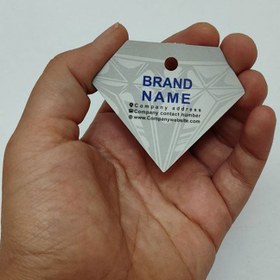 BRAND
NAME
Company address
Company contact number
www.Companywebsite.com